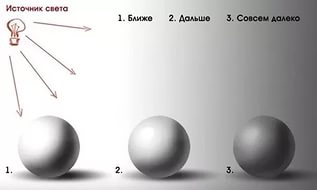 Источник света
1. Ближе 2. Дальше 3. Совсем далеко
1. 2. 3.